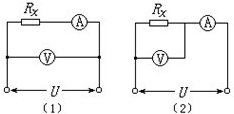 Rx A Rx A
V V
U U
(1) (2)